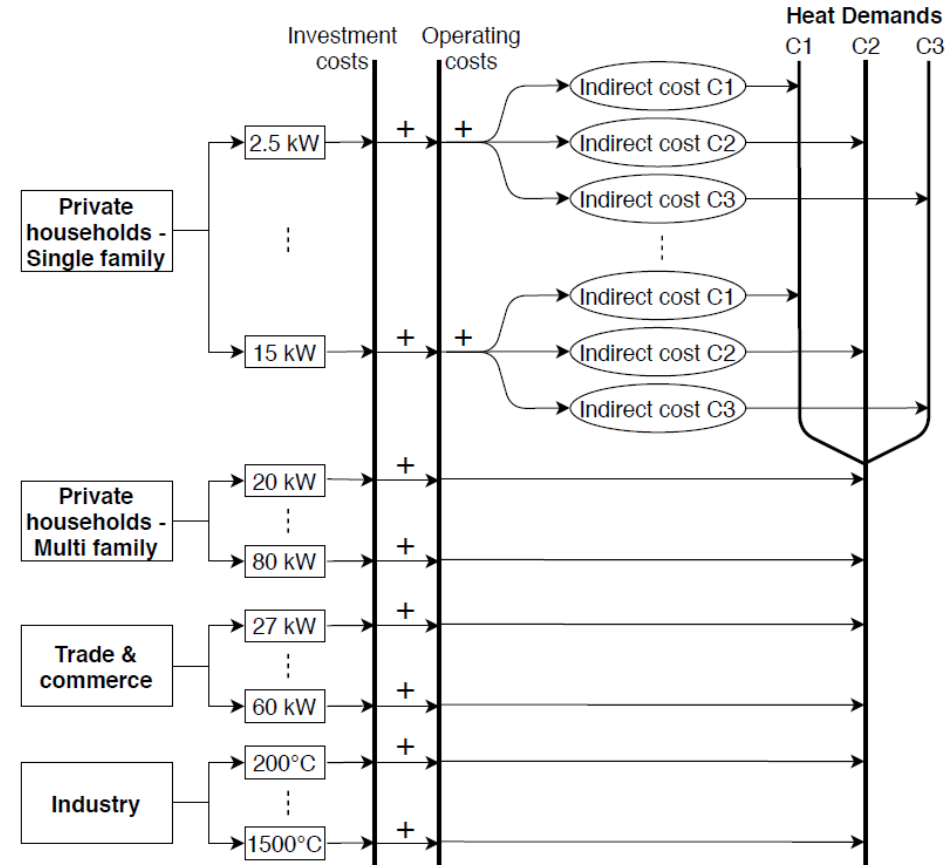 Heat Demands
Investment costs
Operating costs
C1 C2 C3
Indirect cost C1
+ +
2.5 kW
Indirect cost C2
Indirect cost C3
Private
households -
Single family
Indirect cost C1
+ +
15 kW
Indirect cost C2
Indirect cost C3
+
20 kW
Private
households -
Multi family
+
80 kW
+
27 kW
Trade &
commerce
+
60 kW
+
200°C
Industry
+
1500°C